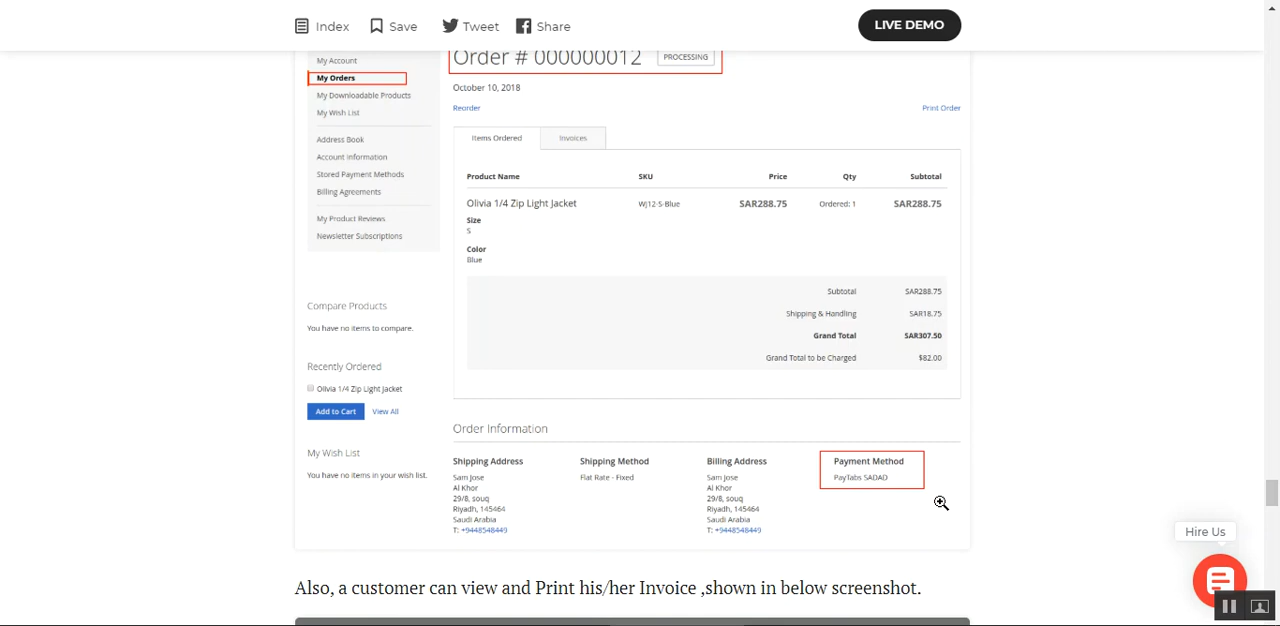 Index Save Tweet Share LIVE DEMO
My Account
My Orders
My Downloadable Products
My Wish List
Address Book
Account Information
Stored Payment Methods
Billing Agreements
My Product Reviews
Newsletter Subscriptions
Compare Products
You have no items to compare.
Recently Ordered
Olivia 1/4 Zip Light Jacket
Add to Cart View All
My Wish List
You have no items in your wish list.
Order # 000000012 PROCESSING
October 10, 2018
Reorder Print Order
Items Ordered Invoices
Product Name SKU Price Qty Subtotal
Olivia 1/4 Zip Light Jacket WJ12-S-Blue SAR288.75 Ordered: 1 SAR288.75
Size
S
Color
Blue
Subtotal SAR288.75
Shipping & Handling SAR18.75
Grand Total SAR307.50
Grand Total to be Charged $82.00
Order Information
Shipping Address
Sam Jose
Al Khor
29/8, souq
Riyadh, 145464
Saudi Arabia
T: +9448548449
Shipping Method
Flat Rate - Fixed
Billing Address
Sam Jose
Al Khor
29/8, souq
Riyadh, 145464
Saudi Arabia
T: +9448548449
Payment Method
PayTabs SADAD
Hire Us
Also, a customer can view and Print his/her Invoice ,shown in below screenshot.